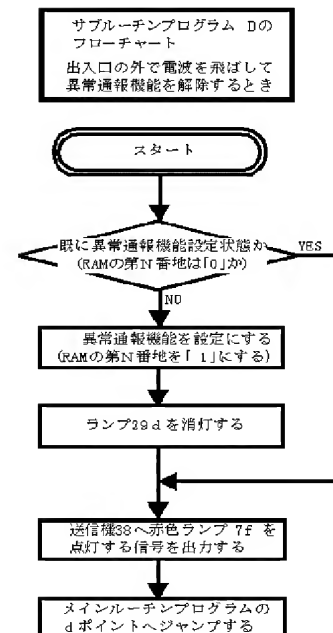 サブルーチンプログラム Dの
フローチャート
出入口の外で電波を飛ばして
異常通報機能を解除するとき
スタート
既に異常通報機能設定状態か
(RAMの第N番地は「0」か)
YES
NO
異常通報機能を設定にする
(RAMの第N番地を「 1」にする)
ランプ29dを消灯する
送信機38へ赤色ランプ 7f を
点灯する信号を出力する
メインルーチンプログラムの
dポイントへジャンプする